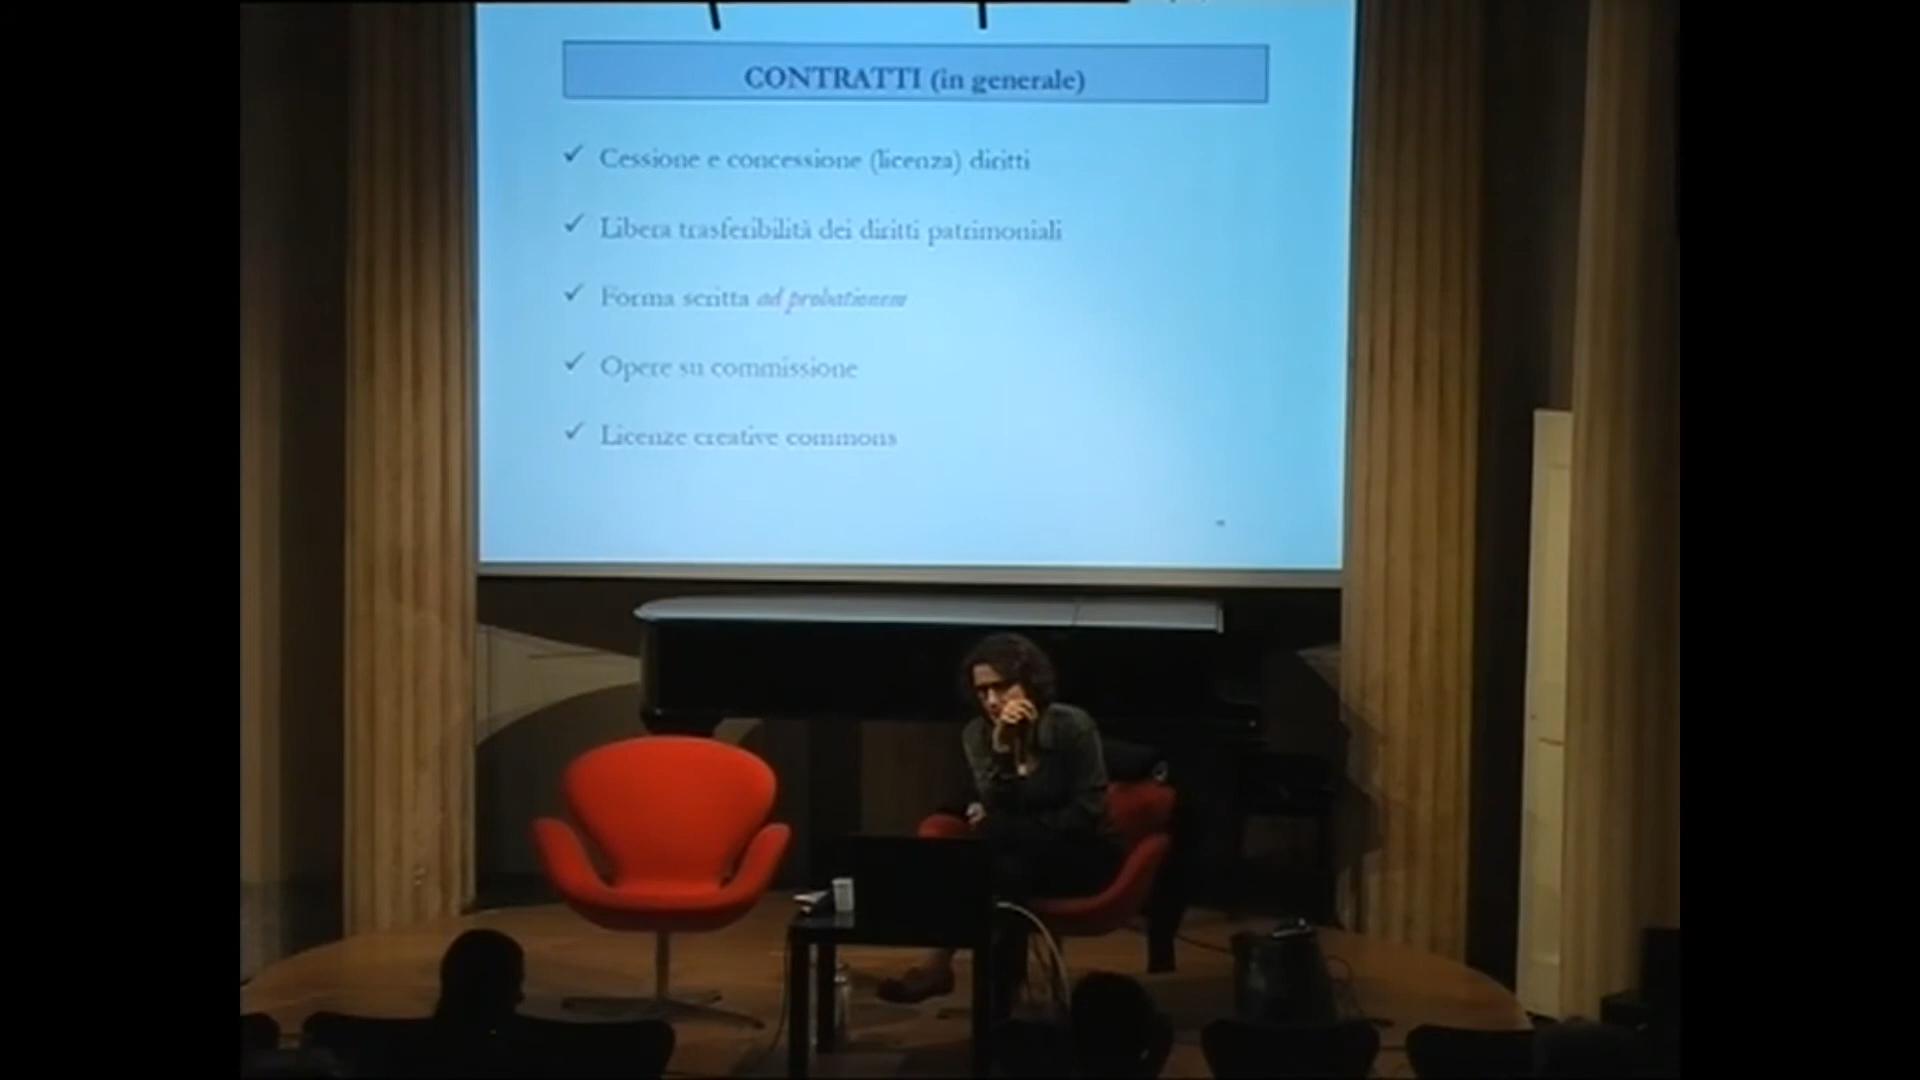 CONTRATTI (in generale)
✓ Cessione e concessione (licenza) diritti
✓ Libera trasferibilità dei diritti patrimoniali
✓ Forma scritta ad probationem
✓ Opere su commissione
✓ Licenze creative commons